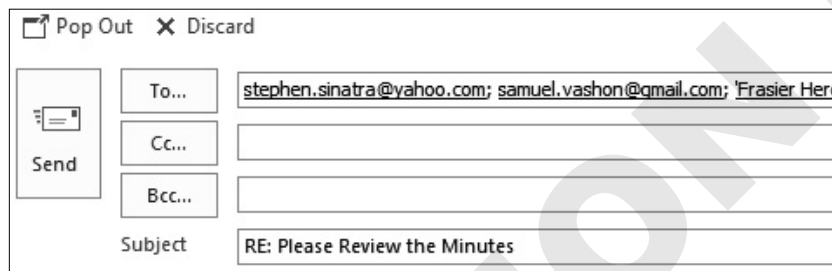 Pop Out Discard
To... stephen.sinatra@yahoo.com; samuel.vashon@gmail.com; 'Frasier
Cc...
Send
Bcc...
Subject RE: Please Review the Minutes